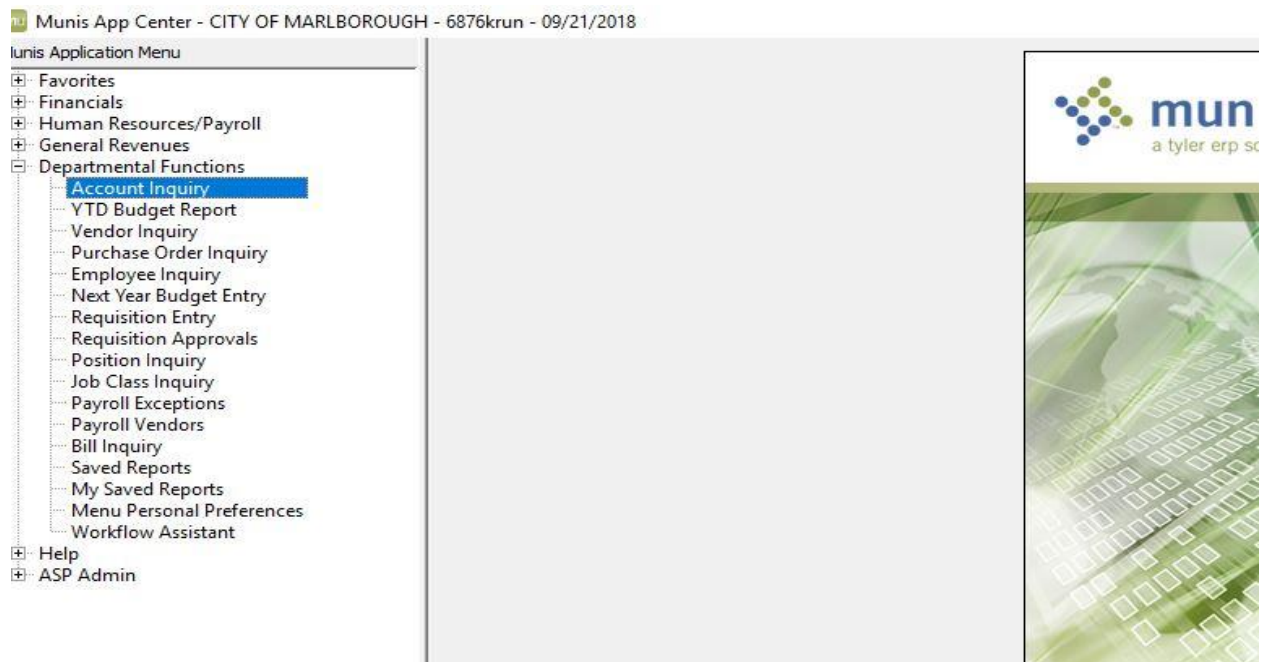 Munis App Center - CITY OF MARLBOROUGH - 6876krun - 09/21/2018
unis Application Menu
Favorites
Financials
Human Resources/Payroll
General Revenues
Departmental Functions
Account Inquiry
YTD Budget Report
Vendor Inquiry
Purchase Order Inquiry
Employee Inquiry
Next Year Budget Entry
Requisition Entry
Requisition Approvals
Position Inquiry
Job Class Inquiry
Payroll Exceptions
Payroll Vendors
Bill Inquiry
Saved Reports
My Saved Reports
Menu Personal Preferences
Workflow Assistant
Help
ASP Admin
mun
a tyler erp so